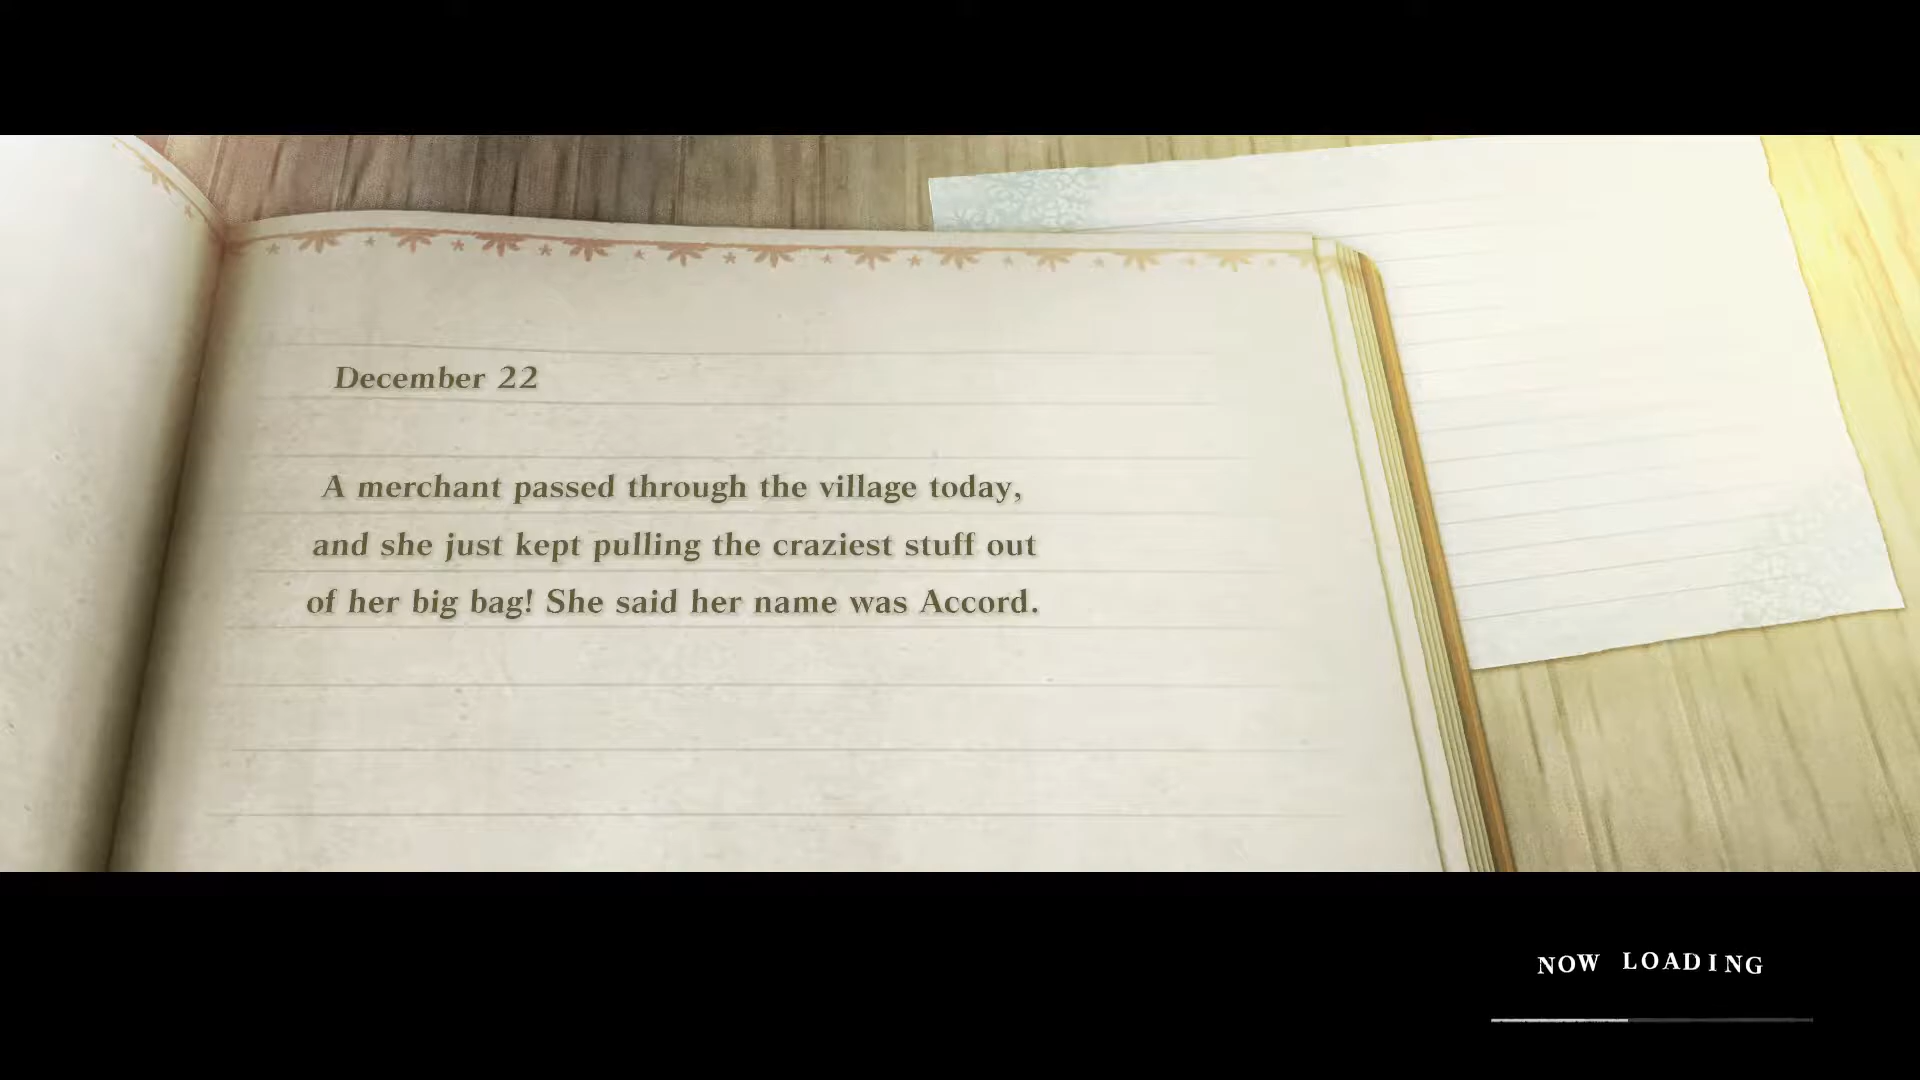 December 22
A merchant passed through the village today,
and she just kept pulling the craziest stuff out
of her big bag! She said her name was Accord.
NOW LOADING